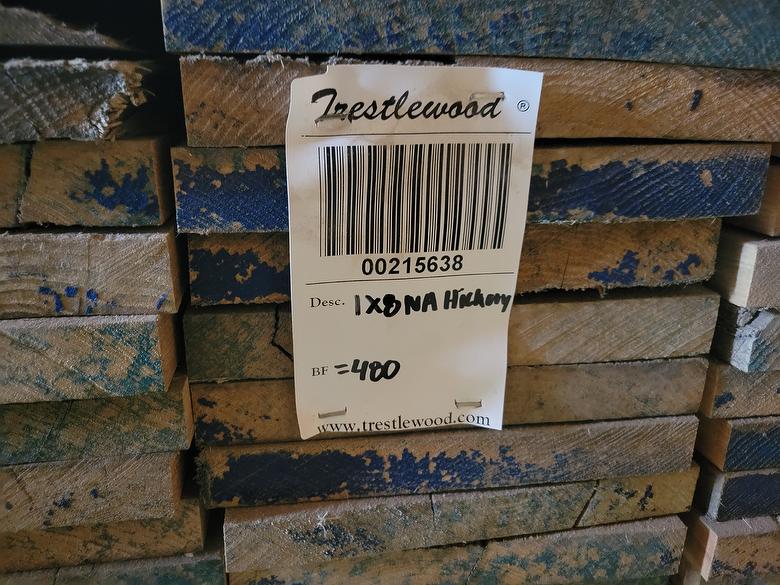 Trestlewood ®
00215638
Desc. 1X8 NA Hickory
BF =480
www.trestlewood.com